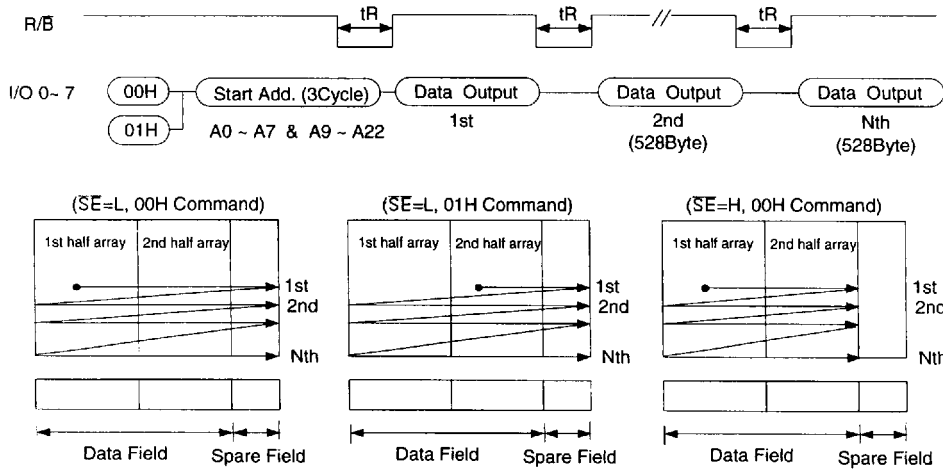 R/B̅ tR tR tR
I/O 0~ 7 00H Start Add. (3Cycle) Data Output Data Output Data Output
01H A0 ~ A7 & A9 ~ A22 1st 2nd Nth
(528Byte) (528Byte)
(S̅E̅=L, 00H Command) (S̅E̅=L, 01H Command) (S̅E̅=H, 00H Command)
1st half array 2nd half array 1st half array 2nd half array 1st half array 2nd half array
1st 1st 1st
2nd 2nd 2nd
Nth Nth Nth
Data Field Spare Field Data Field Spare Field Data Field Spare Field